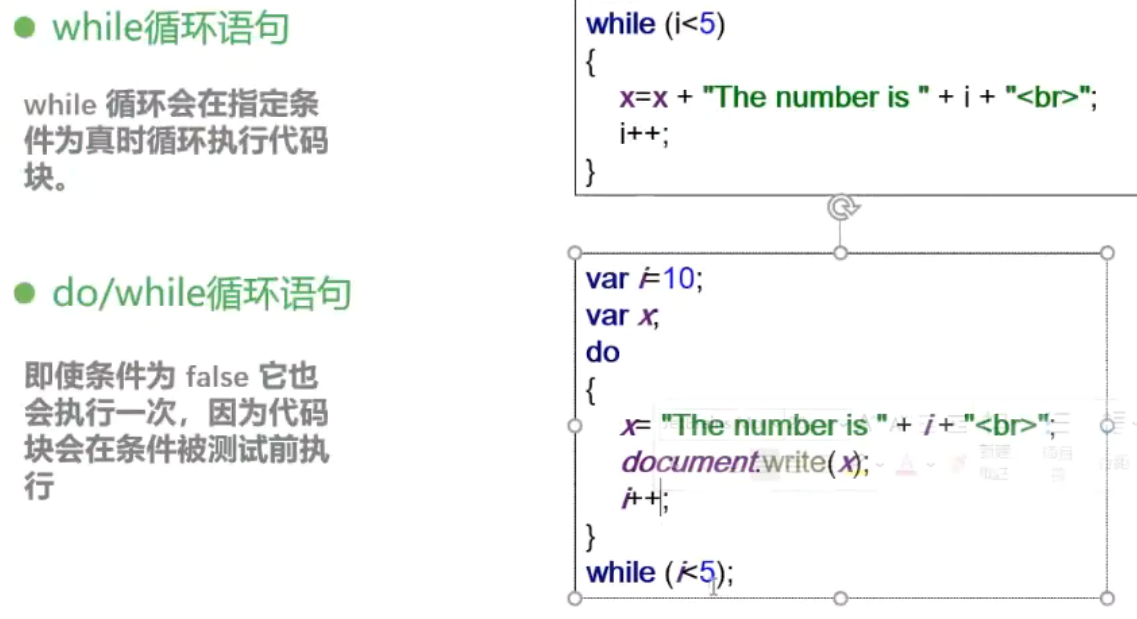 while循环语句
while 循环会在指定条
件为真时循环执行代码
块。
while (i<5)
{
x=x + "The number is " + i + "<br>";
i++;
}
do/while循环语句
即使条件为 false 它也
会执行一次，因为代码
块会在条件被测试前执
行
var i=10;
var x;
do
{
x= "The number is " + i + "<br>";
document.write(x);
i++;
}
while (i<5);